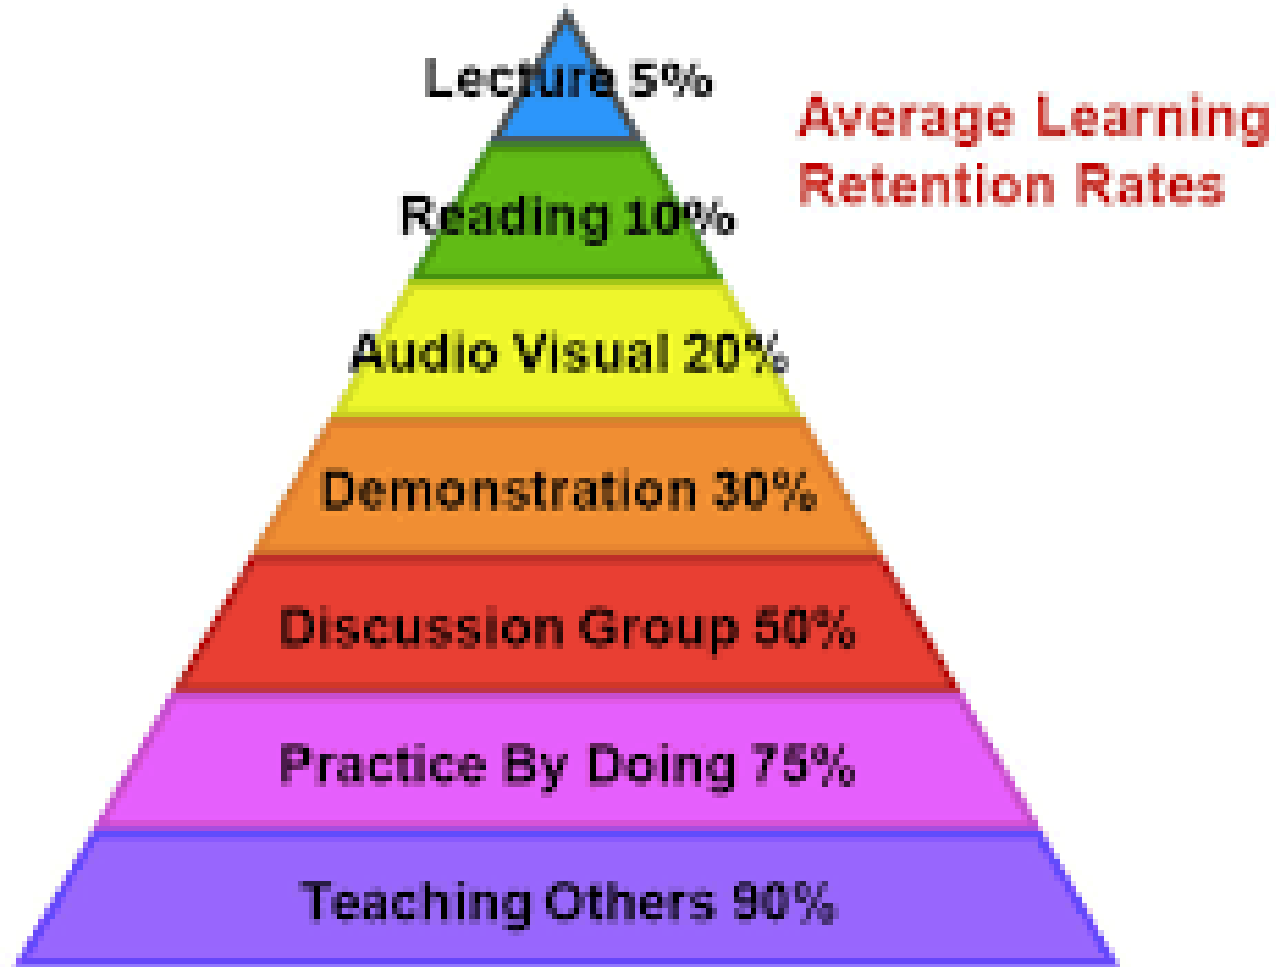 Lecture 5%
Average Learning
Retention Rates
Reading 10%
Audio Visual 20%
Demonstration 30%
Discussion Group 50%
Practice By Doing 75%
Teaching Others 90%